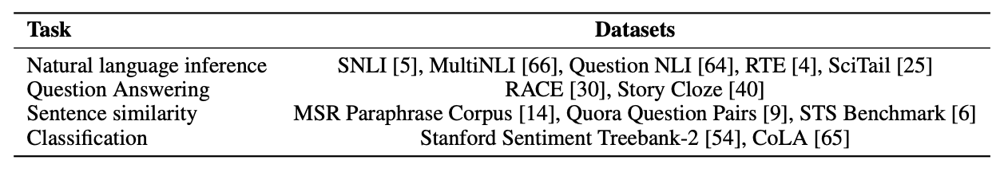 Task Datasets
Natural language inference SNLI [5], MultiNLI [66], Question NLI [64], RTE [4], SciTail [25]
Question Answering RACE [30], Story Cloze [40]
Sentence similarity MSR Paraphrase Corpus [14], Quora Question Pairs [9], STS Benchmark [6]
Classification Stanford Sentiment Treebank-2 [54], CoLA [65]